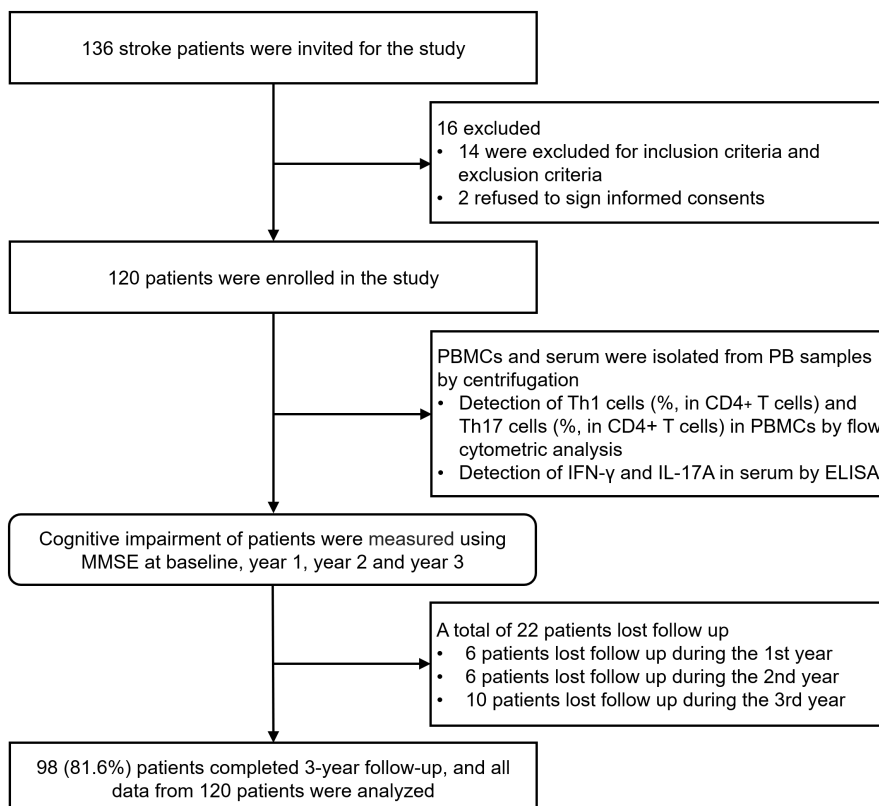 136 stroke patients were invited for the study
16 excluded
• 14 were excluded for inclusion criteria and
exclusion criteria
• 2 refused to sign informed consents
120 patients were enrolled in the study
PBMCs and serum were isolated from PB samples
by centrifugation
• Detection of Th1 cells (%, in CD4+ T cells) and
Th17 cells (%, in CD4+ T cells) in PBMCs by flow
cytometric analysis
• Detection of IFN-γ and IL-17A in serum by ELISA
Cognitive impairment of patients were measured using
MMSE at baseline, year 1, year 2 and year 3
A total of 22 patients lost follow up
• 6 patients lost follow up during the 1st year
• 6 patients lost follow up during the 2nd year
• 10 patients lost follow up during the 3rd year
98 (81.6%) patients completed 3-year follow-up, and all
data from 120 patients were analyzed